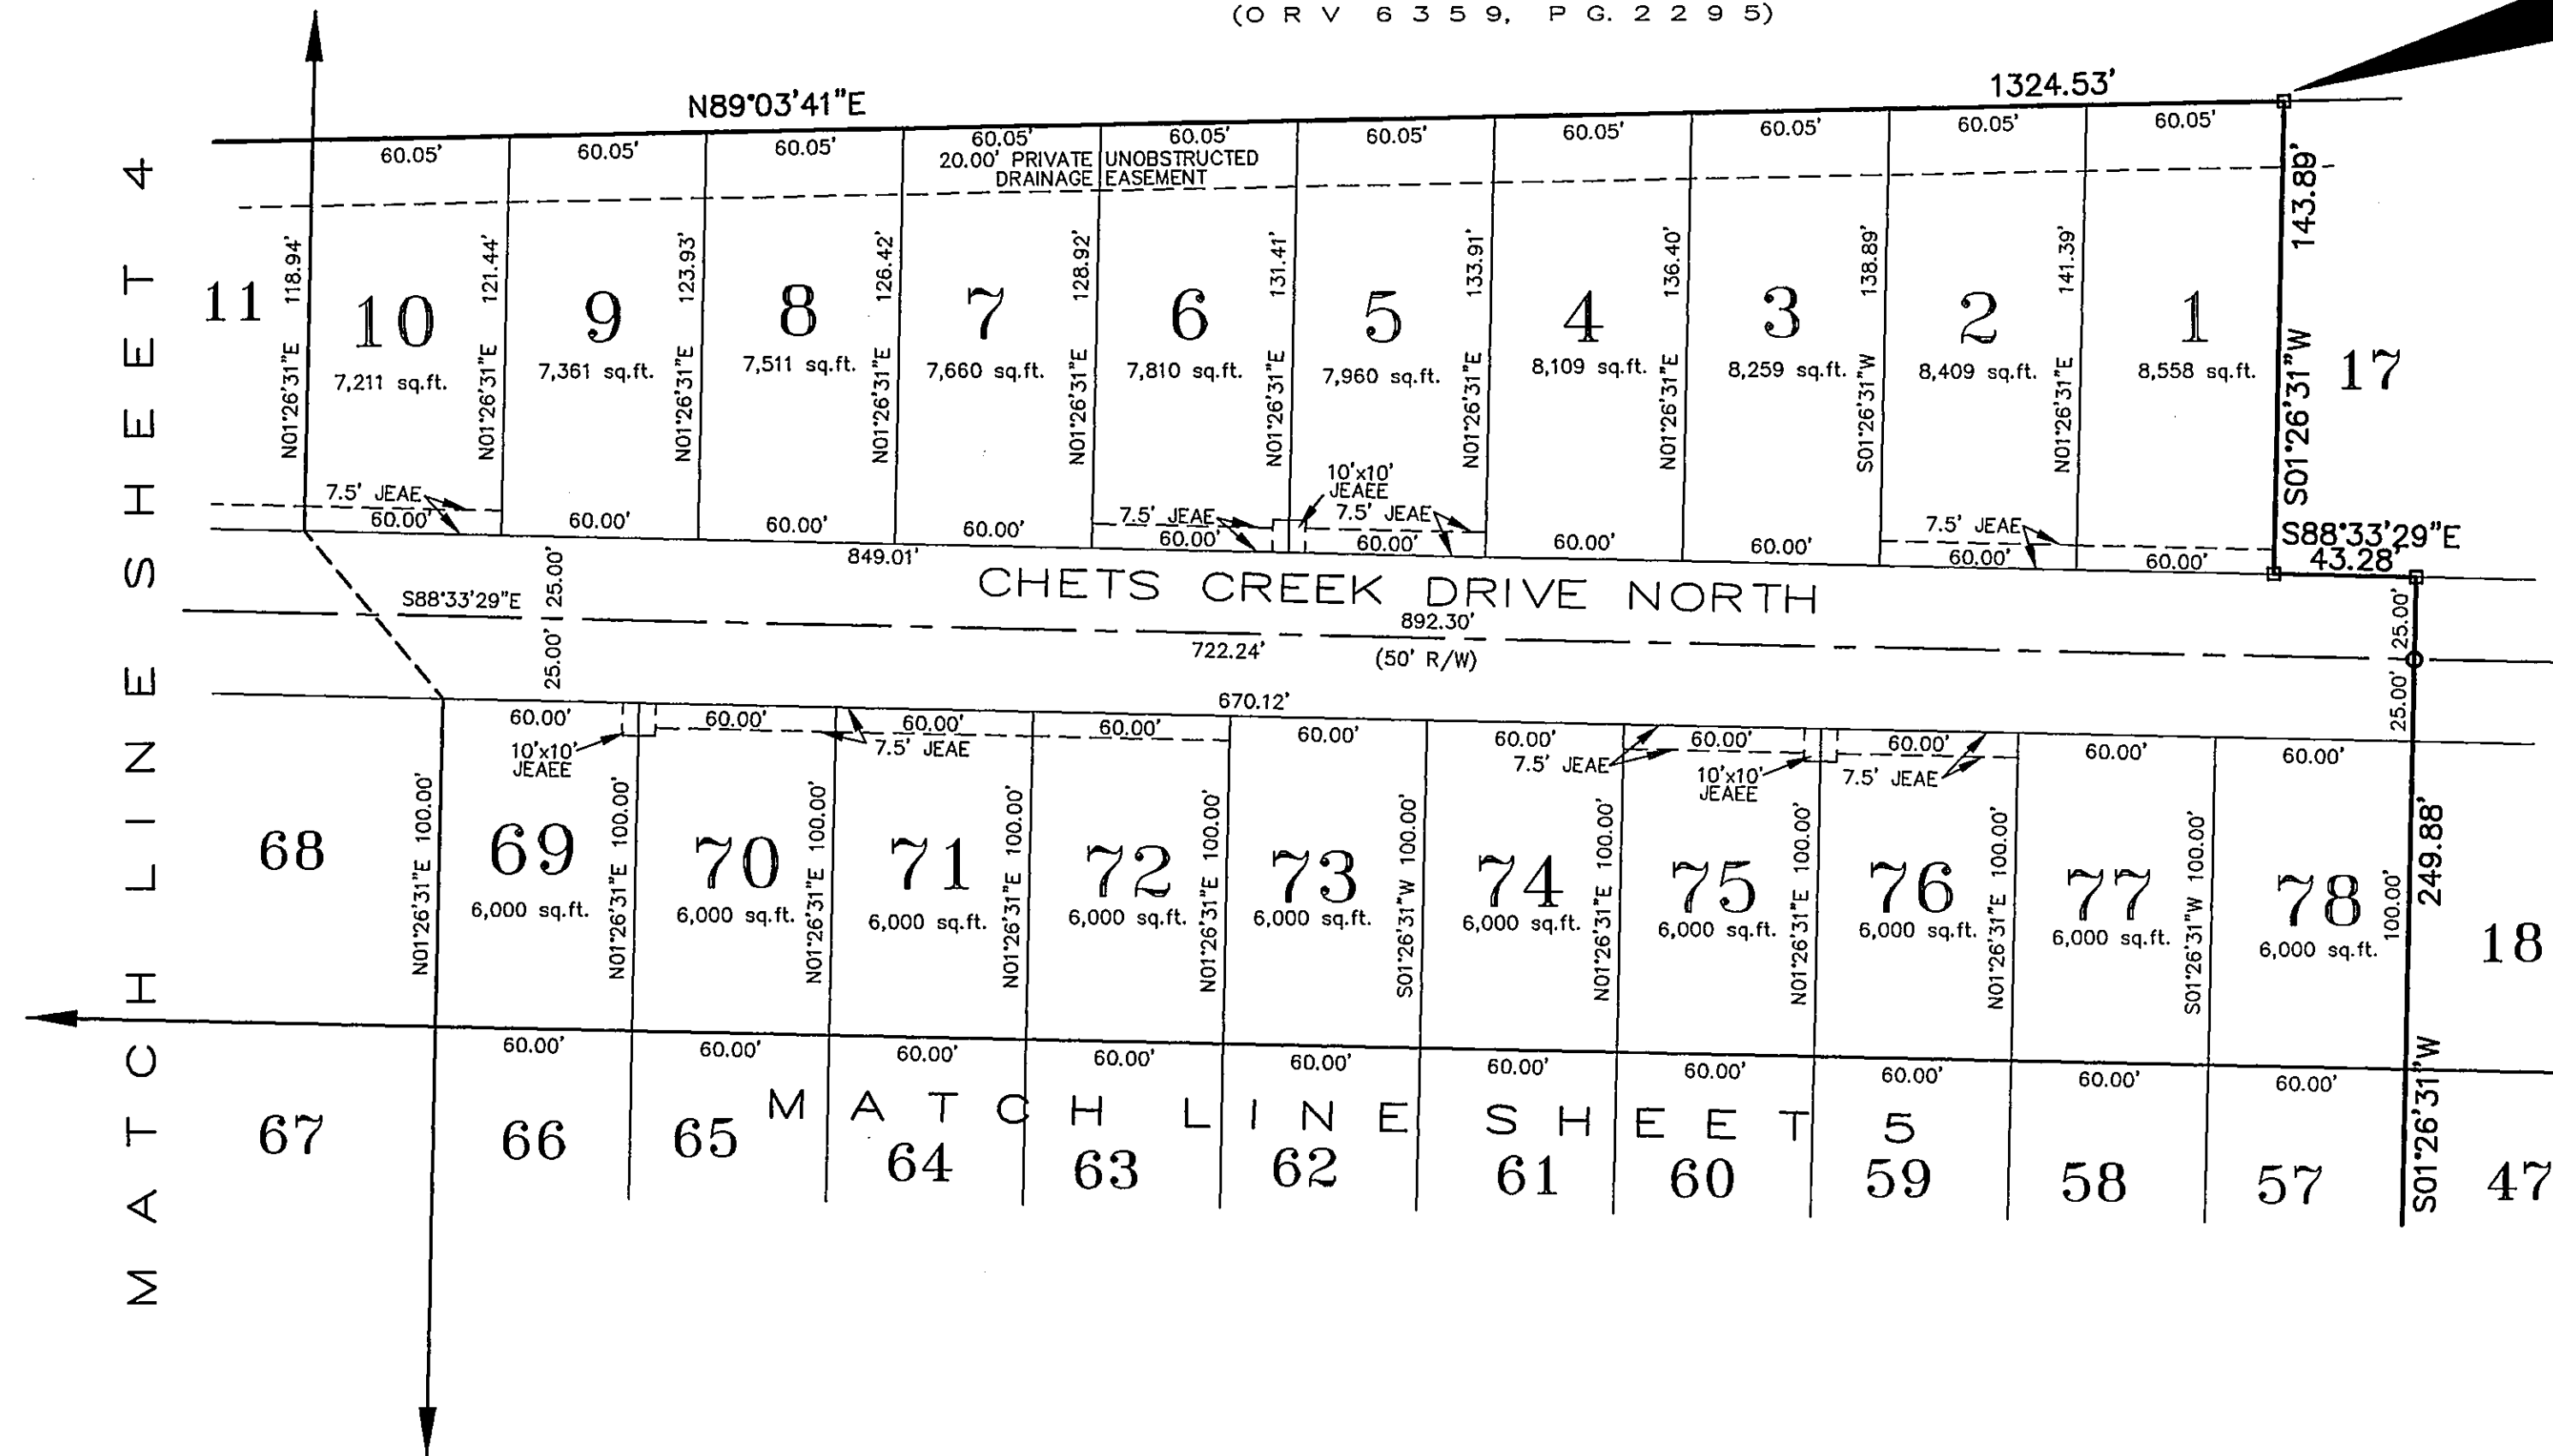 (ORV 6359, PG. 2295)
N89°03'41"E
1324.53'
60.05' 60.05' 60.05' 60.05' 60.05' 60.05' 60.05' 60.05' 60.05' 60.05'
20.00' PRIVATE UNOBSTRUCTED
DRAINAGE EASEMENT
MATCH LINE SHEET 4
11
N01°26'31"E 118.94'
10
7,211 sq.ft.
N01°26'31"E 121.44'
9
7,361 sq.ft.
N01°26'31"E 123.93'
8
7,511 sq.ft.
N01°26'31"E 126.42'
7
7,660 sq.ft.
N01°26'31"E 128.92'
6
7,810 sq.ft.
N01°26'31"E 131.41'
5
7,960 sq.ft.
N01°26'31"E 133.91'
4
8,109 sq.ft.
N01°26'31"E 136.40'
3
8,259 sq.ft.
S01°26'31"W 138.89'
2
8,409 sq.ft.
N01°26'31"E 141.39'
1
8,558 sq.ft.
S01°26'31"W 143.89'
17
7.5' JEAE
7.5' JEAE
10'x10'
JEAEE
7.5' JEAE
7.5' JEAE
60.00' 60.00' 60.00' 60.00' 60.00' 60.00' 60.00' 60.00' 60.00' 60.00'
S88°33'29"E
43.28'
849.01'
25.00' 25.00'
S88°33'29"E
CHETS CREEK DRIVE NORTH
892.30'
722.24'
(50' R/W)
25.00' 25.00'
670.12'
60.00' 60.00' 60.00' 60.00' 60.00' 60.00' 60.00' 60.00' 60.00' 60.00'
10'x10'
JEAEE
7.5' JEAE
7.5' JEAE
10'x10'
JEAEE
7.5' JEAE
68
N01°26'31"E 100.00'
69
6,000 sq.ft.
N01°26'31"E 100.00'
70
6,000 sq.ft.
N01°26'31"E 100.00'
71
6,000 sq.ft.
N01°26'31"E 100.00'
72
6,000 sq.ft.
N01°26'31"E 100.00'
73
6,000 sq.ft.
S01°26'31"W 100.00'
74
6,000 sq.ft.
N01°26'31"E 100.00'
75
6,000 sq.ft.
N01°26'31"E 100.00'
76
6,000 sq.ft.
N01°26'31"E 100.00'
77
6,000 sq.ft.
S01°26'31"W 100.00'
78
6,000 sq.ft.
100.00'
S01°26'31"W 249.88'
18
60.00' 60.00' 60.00' 60.00' 60.00' 60.00' 60.00' 60.00' 60.00' 60.00'
MATCH LINE SHEET 5
67 66 65 64 63 62 61 60 59 58 57 47